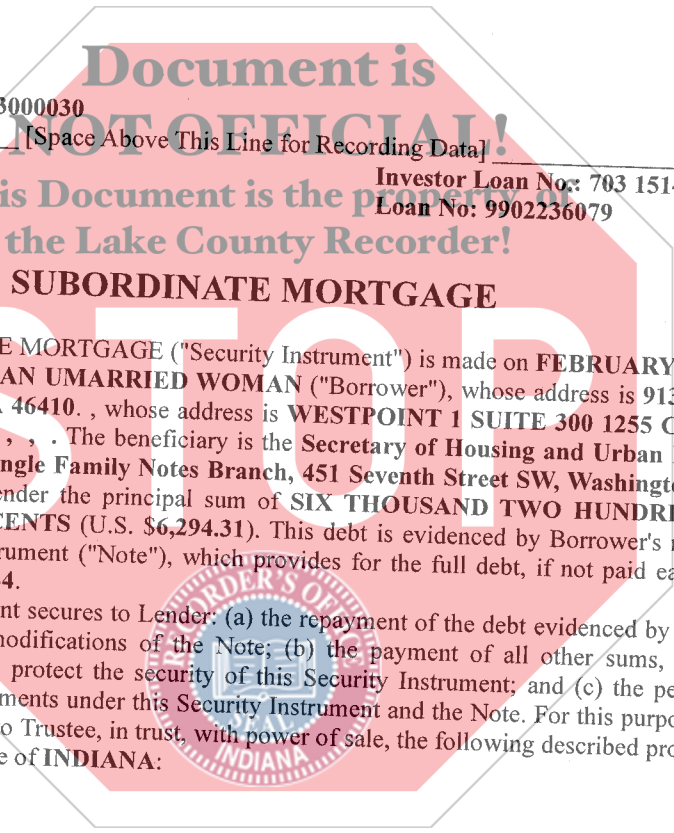 Document is
3000030
NOT OFFICIAL!
[Space Above This Line for Recording Data]
Investor Loan No.: 703 151-
is Document is the property of
Loan No: 9902236079
the Lake County Recorder!
SUBORDINATE MORTGAGE
STOP
E MORTGAGE ("Security Instrument") is made on FEBRUARY
AN UMARRIED WOMAN ("Borrower"), whose address is 913
A 46410. , whose address is WESTPOINT 1 SUITE 300 1255 C
, , . The beneficiary is the Secretary of Housing and Urban
ngle Family Notes Branch, 451 Seventh Street SW, Washingt
ender the principal sum of SIX THOUSAND TWO HUNDR
CENTS (U.S. $6,294.31). This debt is evidenced by Borrower's
rument ("Note"), which provides for the full debt, if not paid ea
4.
nt secures to Lender: (a) the repayment of the debt evidenced by
modifications of the Note; (b) the payment of all other sums,
protect the security of this Security Instrument; and (c) the pe
ments under this Security Instrument and the Note. For this purpo
o Trustee, in trust, with power of sale, the following described pro
e of INDIANA:
RECORDER'S OFFICE
SEAL
INDIANA